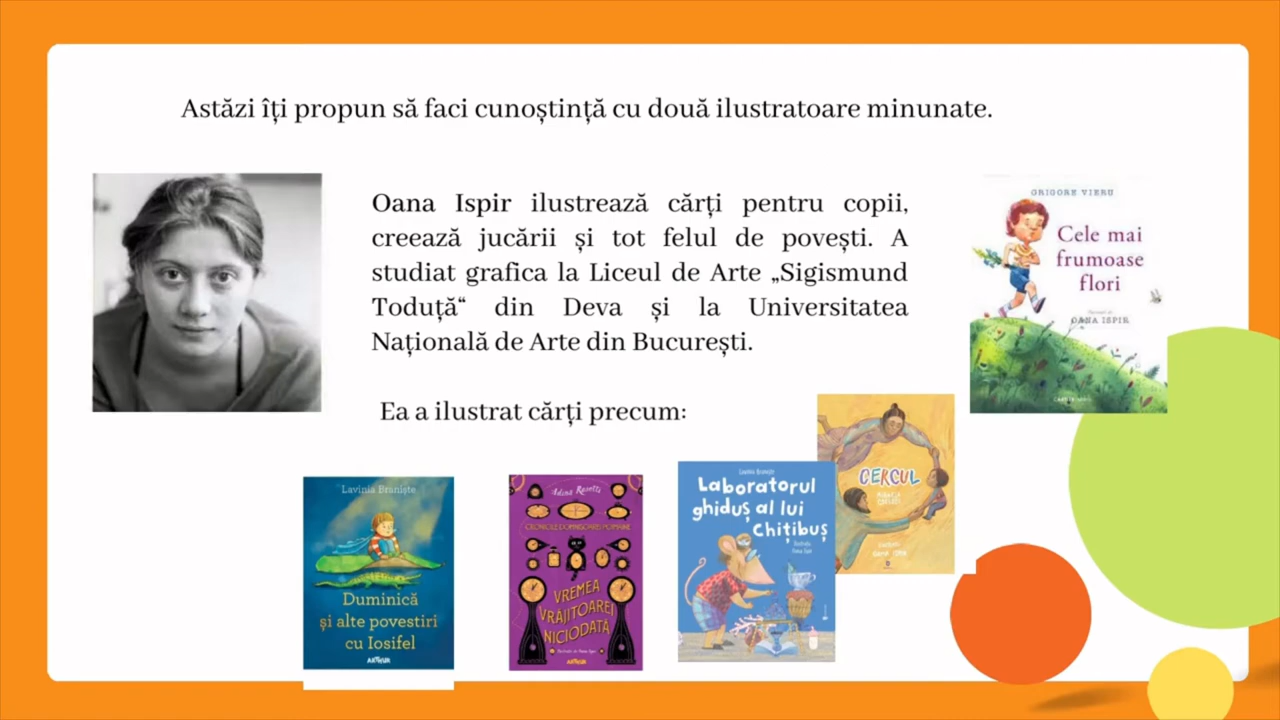 Astăzi îți propun să faci cunoștință cu două ilustratoare minunate.
Oana Ispir ilustrează cărți pentru copii,
creează jucării și tot felul de povești. A
studiat grafica la Liceul de Arte „Sigismund
Toduță“ din Deva și la Universitatea
Națională de Arte din București.
Ea a ilustrat cărți precum:
GRIGORE VIERU
Cele mai
frumoase
flori
OANA ISPIR
Lavinia Braniște
Duminică
și alte povestiri
cu Iosifel
ARTHUR
Adina Rosetti
CRONICILE DOMNIȘOAREI POIMÂINE
VREMEA
VRĂJITOAREI
NICIODATĂ
ARTHUR
Laboratorul
ghiduș al lui
Chițibuș
CERCUL